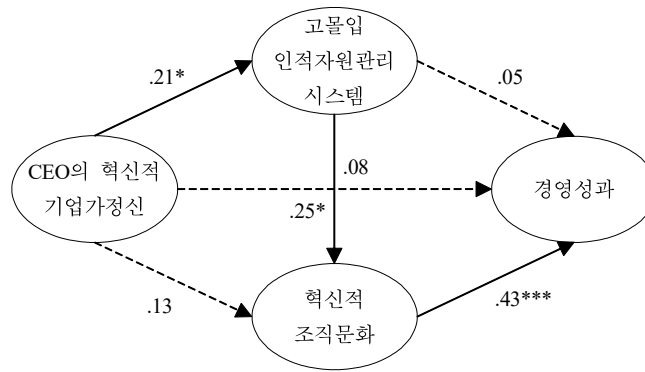 고몰입
인적자원관리
시스템
.21*
.05
CEO의 혁신적
기업가정신
.08
경영성과
.25*
.13
혁신적
조직문화
.43***